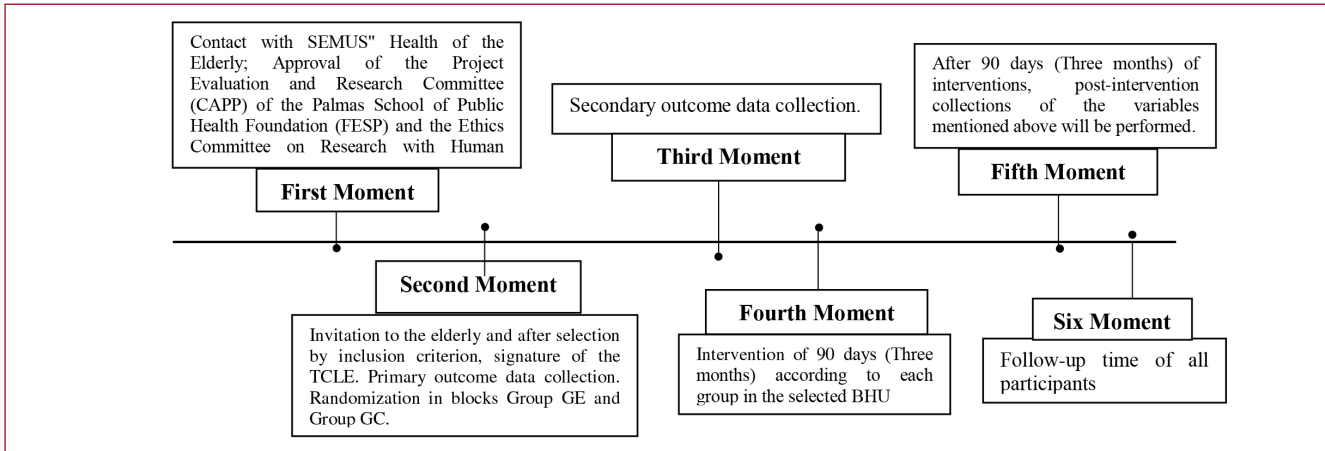 Contact with SEMUS" Health of the
Elderly; Approval of the Project
Evaluation and Research Committee
(CAPP) of the Palmas School of Public
Health Foundation (FESP) and the Ethics
Committee on Research with Human
First Moment
Second Moment
Invitation to the elderly and after selection
by inclusion criterion, signature of the
TCLE. Primary outcome data collection.
Randomization in blocks Group GE and
Group GC.
Secondary outcome data collection.
Third Moment
Fourth Moment
Intervention of 90 days (Three
months) according to each
group in the selected BHU
After 90 days (Three months) of
interventions, post-intervention
collections of the variables
mentioned above will be performed.
Fifth Moment
Six Moment
Follow-up time of all
participants